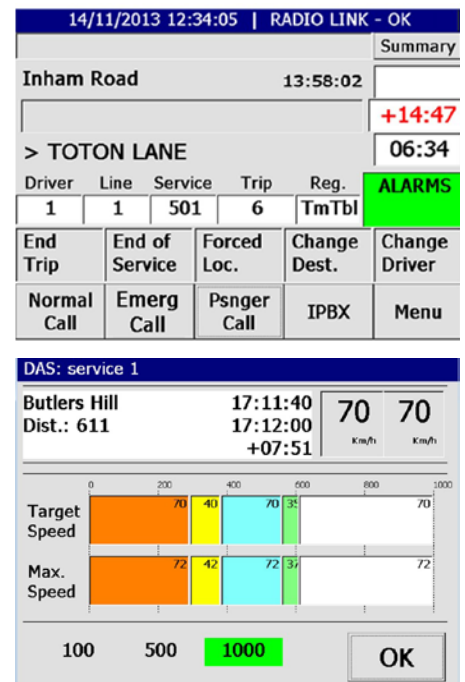 14/11/2013 12:34:05 | RADIO LINK - OK
Summary
Inham Road 13:58:02
+14:47
> TOTON LANE 06:34
Driver Line Service Trip Reg. ALARMS
1 1 501 6 TmTbl
End Trip End of Service Forced Loc. Change Dest. Change Driver
Normal Call Emerg Call Psnger Call IPBX Menu
DAS: service 1
Butlers Hill 17:11:40 70 70
Dist.: 611 17:12:00 Km/h Km/h
+07:51
0 200 400 600 800 1000
Target Speed 70 40 70 35 70
Max. Speed 72 42 72 37 72
100 500 1000 OK